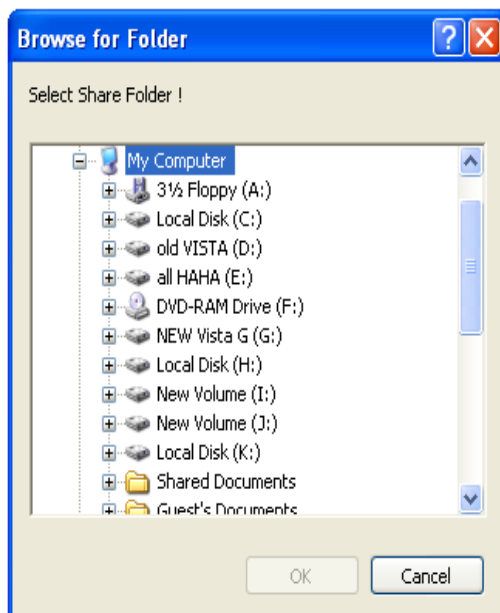 Browse for Folder
Select Share Folder !
My Computer
3½ Floppy (A:)
Local Disk (C:)
old VISTA (D:)
all HAHA (E:)
DVD-RAM Drive (F:)
NEW Vista G (G:)
Local Disk (H:)
New Volume (I:)
New Volume (J:)
Local Disk (K:)
Shared Documents
Guest's Documents
OK
Cancel